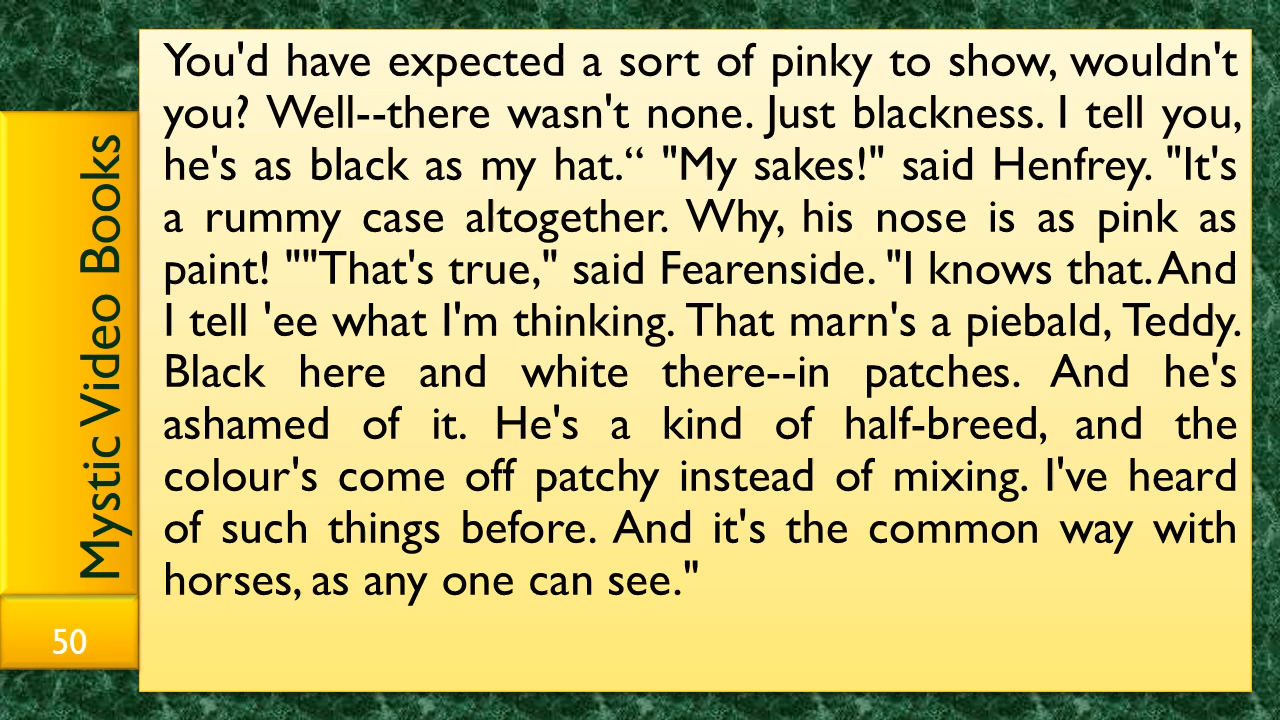 You'd have expected a sort of pinky to show, wouldn't
you? Well--there wasn't none. Just blackness. I tell you,
he's as black as my hat.“ "My sakes!" said Henfrey. "It's
a rummy case altogether. Why, his nose is as pink as
paint! ""That's true," said Fearenside. "I knows that. And
I tell 'ee what I'm thinking. That marn's a piebald, Teddy.
Black here and white there--in patches. And he's
ashamed of it. He's a kind of half-breed, and the
colour's come off patchy instead of mixing. I've heard
of such things before. And it's the common way with
horses, as any one can see."
Mystic Video Books
50